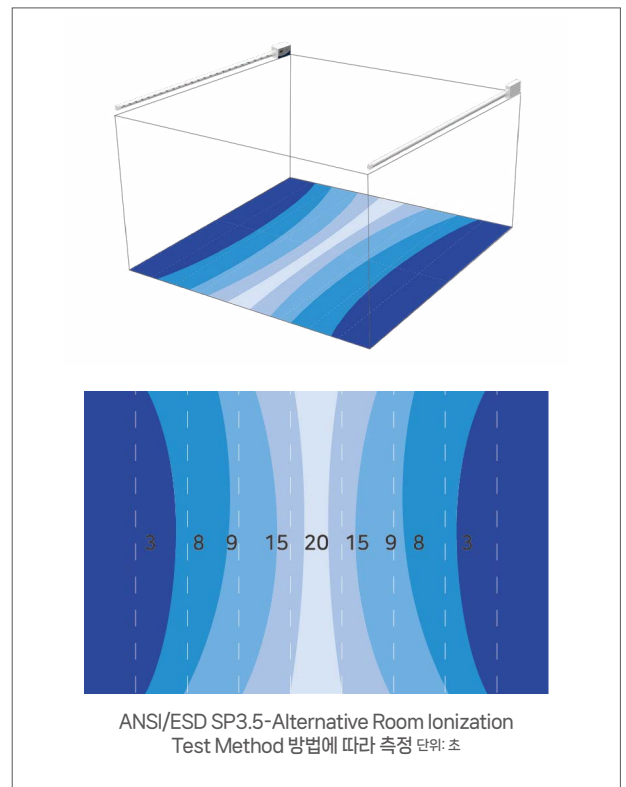 3 8 9 15 20 15 9 8 3
ANSI/ESD SP3.5-Alternative Room Ionization
Test Method 방법에 따라 측정 단위: 초